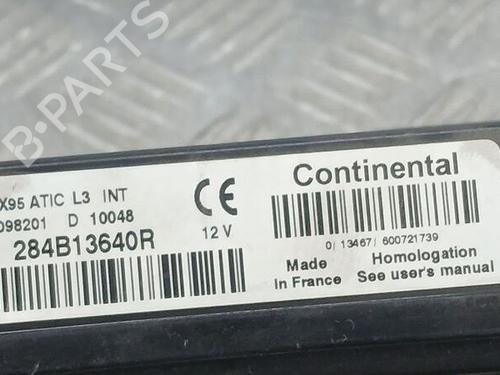 B-PARTS
X95 ATIC L3 INT
098201 D 10048
284B13640R
CE
12 V
Continental
0/ 13467/ 600721739
Made
in France
Homologation
See user's manual